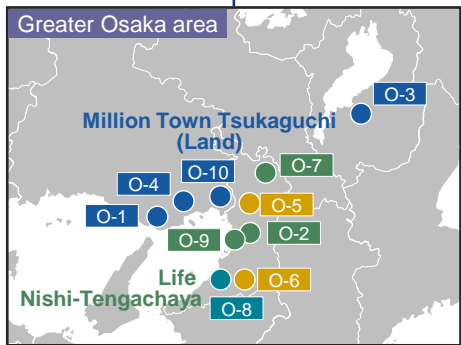 Greater Osaka area
O-3
Million Town Tsukaguchi
(Land)
O-7
O-10
O-4
O-5
O-1
O-2
O-9
Life
Nishi-Tengachaya
O-6
O-8